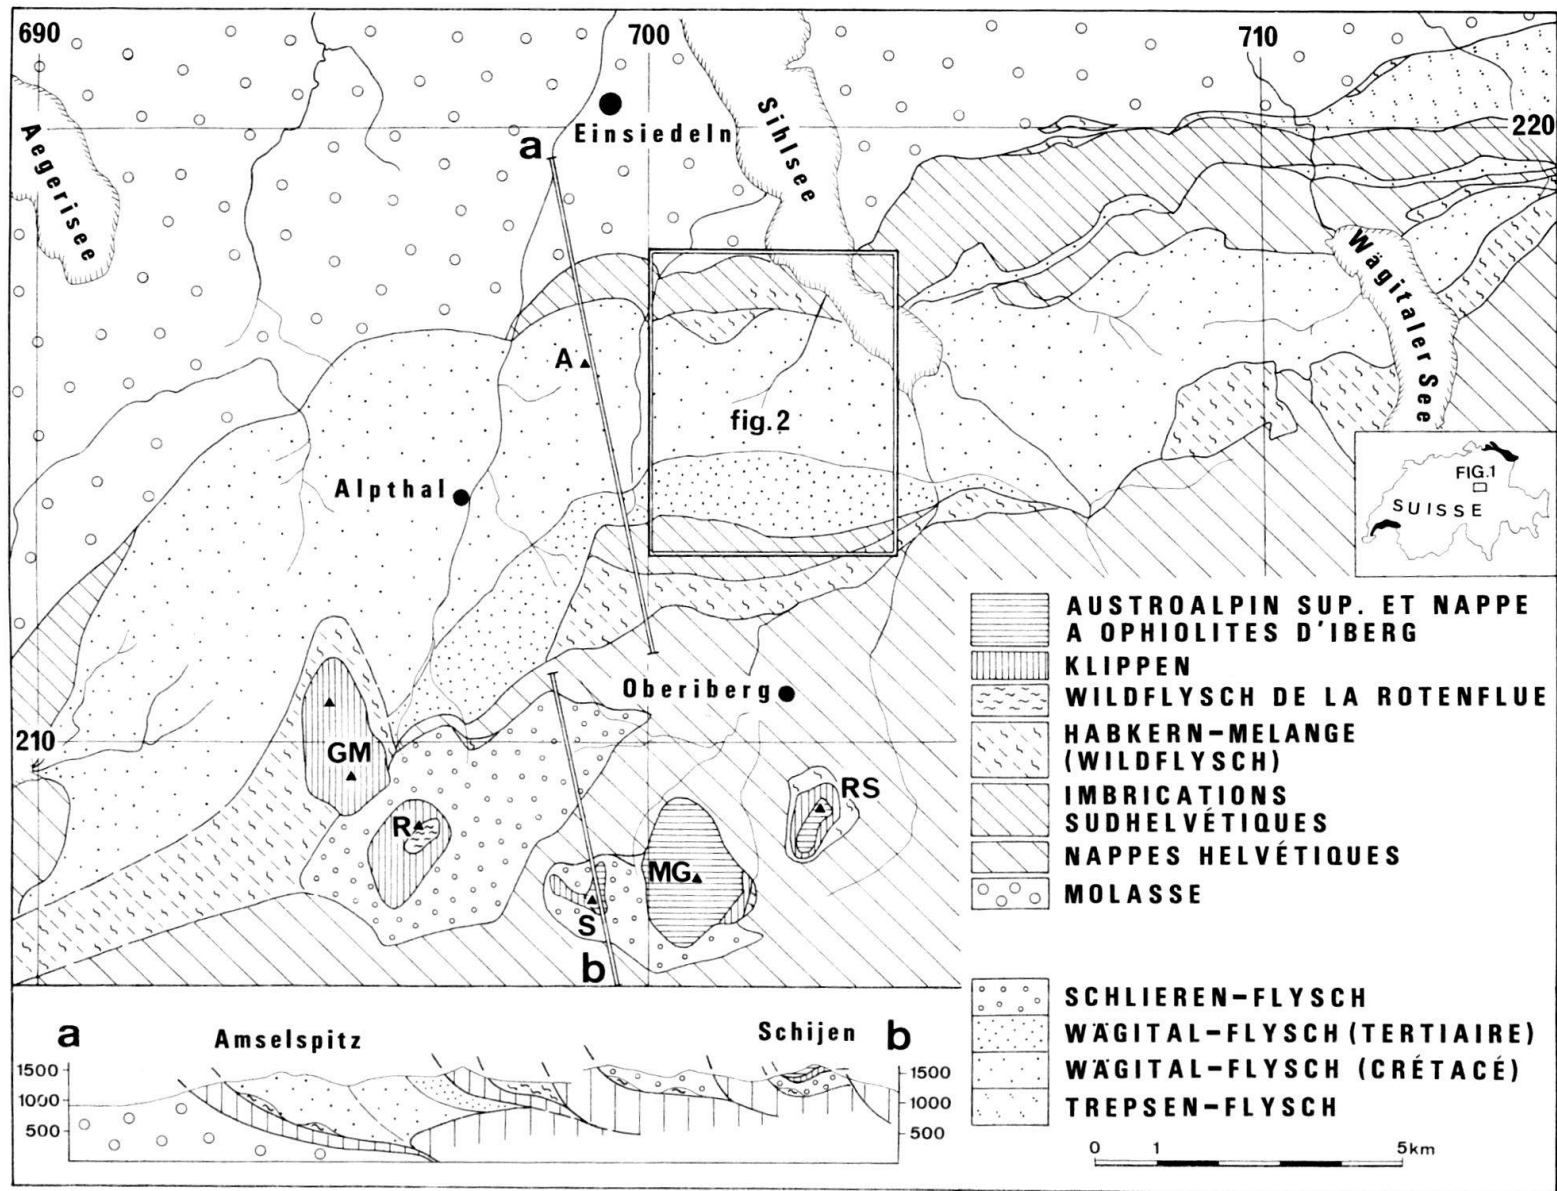 690
700
710
Aegerisee
Einsiedeln
Sihlsee
220
a
Wägitaler See
A
fig.2
Alpthal
FIG.1
SUISSE
Oberiberg
210
GM
R
RS
MG
S
b
AUSTROALPIN SUP. ET NAPPE
A OPHIOLITES D'IBERG
KLIPPEN
WILDFLYSCH DE LA ROTENFLUE
HABKERN-MELANGE
(WILDFLYSCH)
IMBRICATIONS
SUDHELVÉTIQUES
NAPPES HELVÉTIQUES
MOLASSE
SCHLIEREN-FLYSCH
WÄGITAL-FLYSCH (TERTIAIRE)
WÄGITAL-FLYSCH (CRÉTACÉ)
TREPSEN-FLYSCH
0 1 5km
a Amselspitz Schijen b
1500 1500
1000 1000
500 500